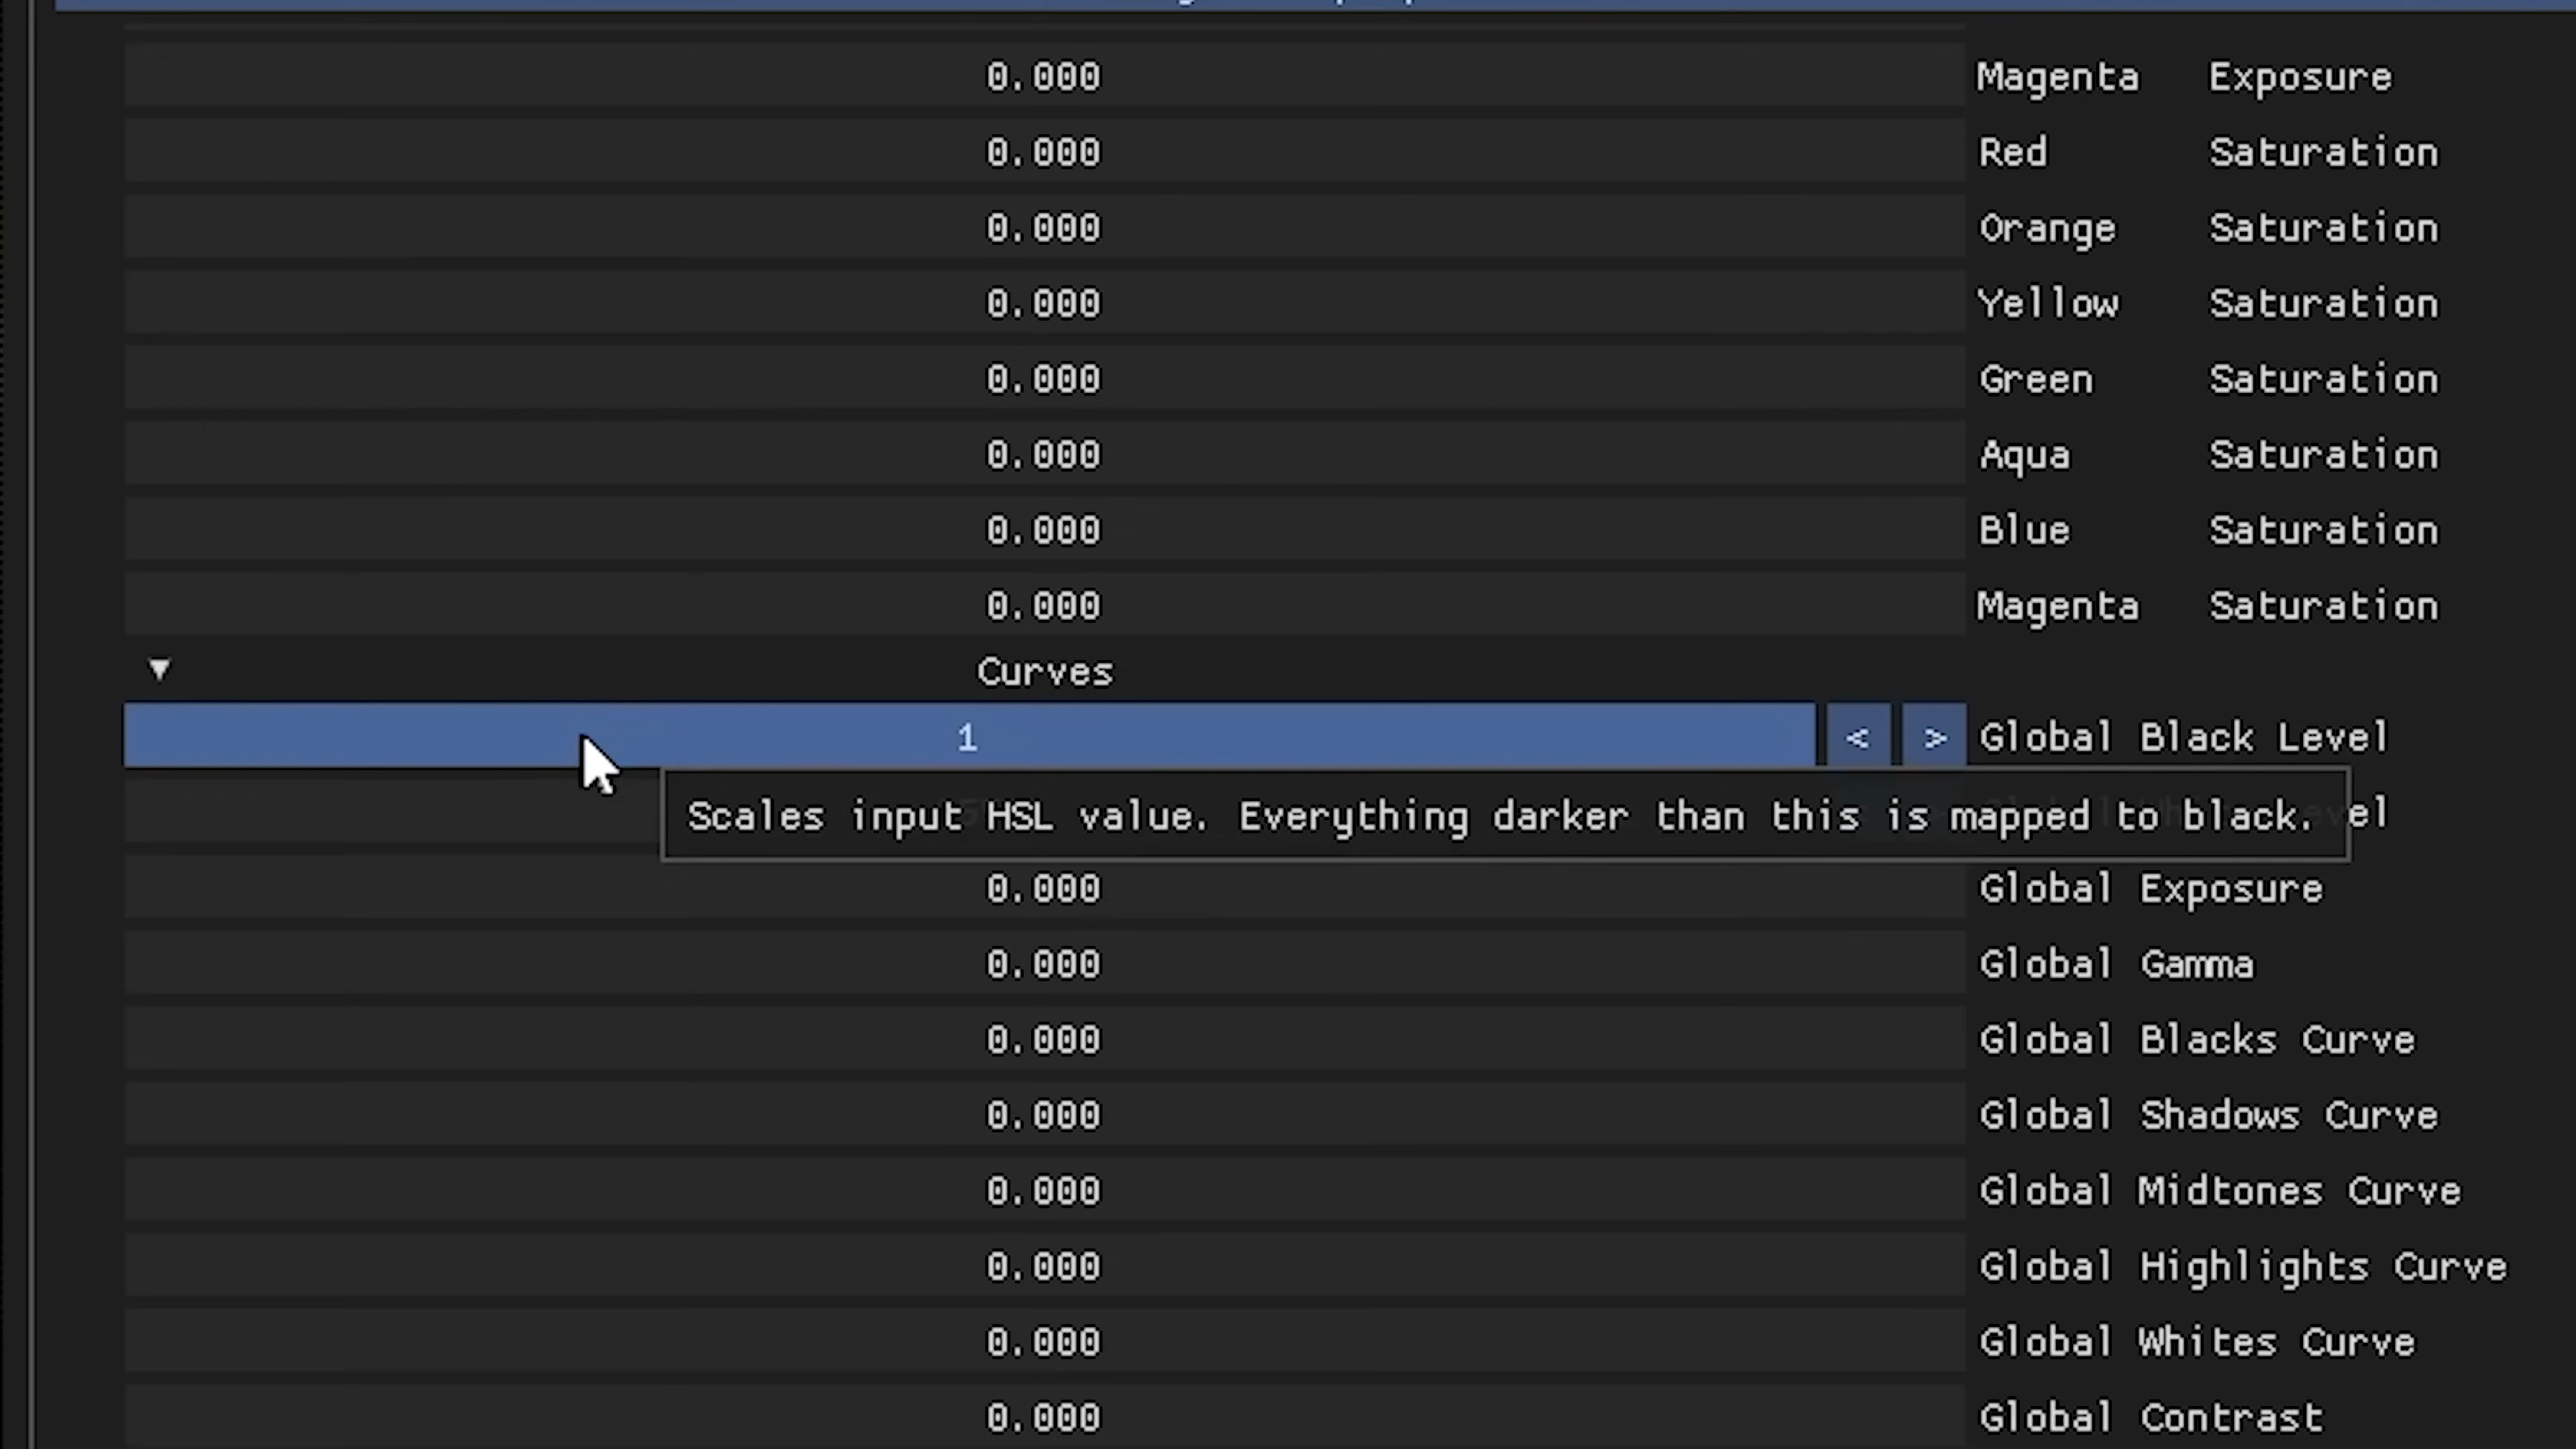 0.000 Magenta Exposure
0.000 Red Saturation
0.000 Orange Saturation
0.000 Yellow Saturation
0.000 Green Saturation
0.000 Aqua Saturation
0.000 Blue Saturation
0.000 Magenta Saturation
▼ Curves
1 < > Global Black Level
Scales input HSL value. Everything darker than this is mapped to black.
0.000 Global Exposure
0.000 Global Gamma
0.000 Global Blacks Curve
0.000 Global Shadows Curve
0.000 Global Midtones Curve
0.000 Global Highlights Curve
0.000 Global Whites Curve
0.000 Global Contrast